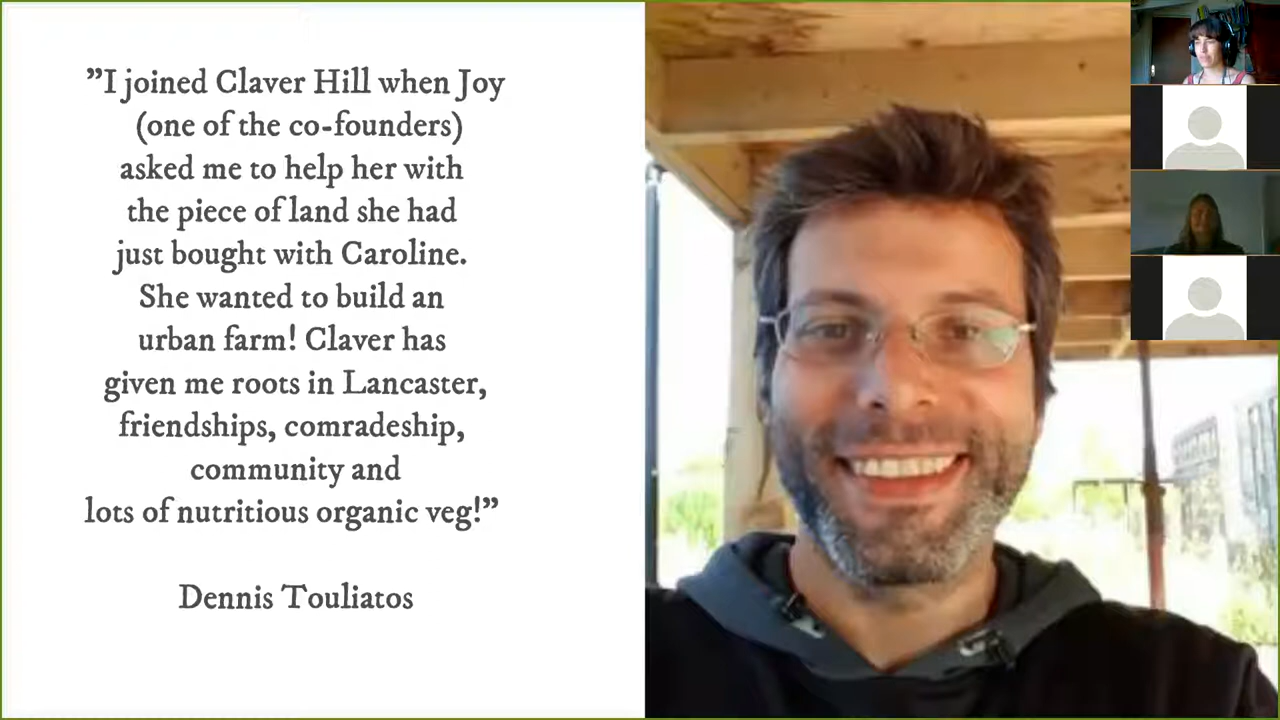 ”I joined Claver Hill when Joy
(one of the co-founders)
asked me to help her with
the piece of land she had
just bought with Caroline.
She wanted to build an
urban farm! Claver has
given me roots in Lancaster,
friendships, comradeship,
community and
lots of nutritious organic veg!”
Dennis Touliatos